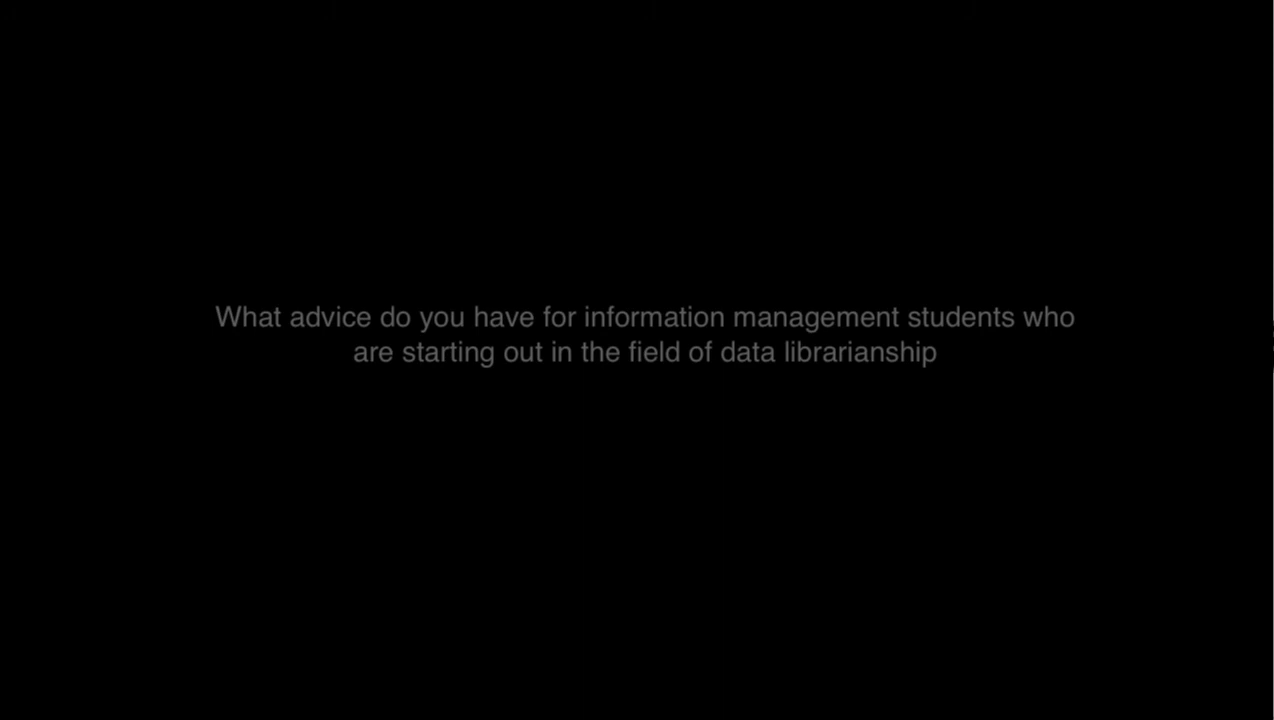 What advice do you have for information management students who
are starting out in the field of data librarianship